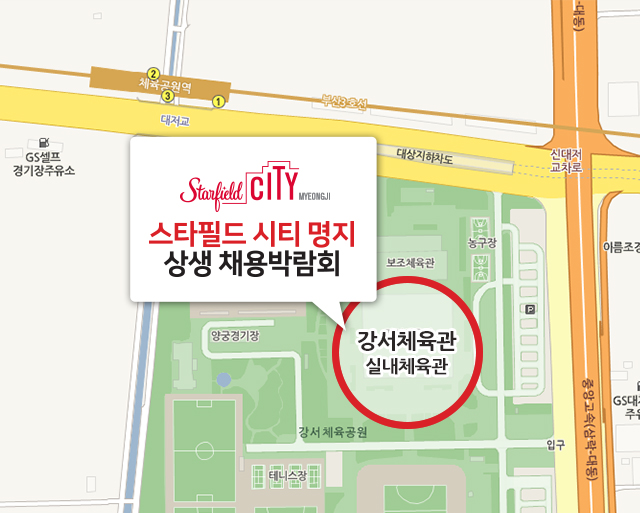 -대동)
2
체육공원역
3
1
부산3호선
대저교
GS셀프
경기장주유소
대상지하차도
신대저
교차로
Starfield CITY
MYEONGJI
스타필드 시티 명지
상생 채용박람회
농구장
아름조경
보조체육관
P
강서체육관
실내체육관
양궁경기장
중앙고속(삼락-대동)
GS대저
주유
강서체육공원
입구
테니스장